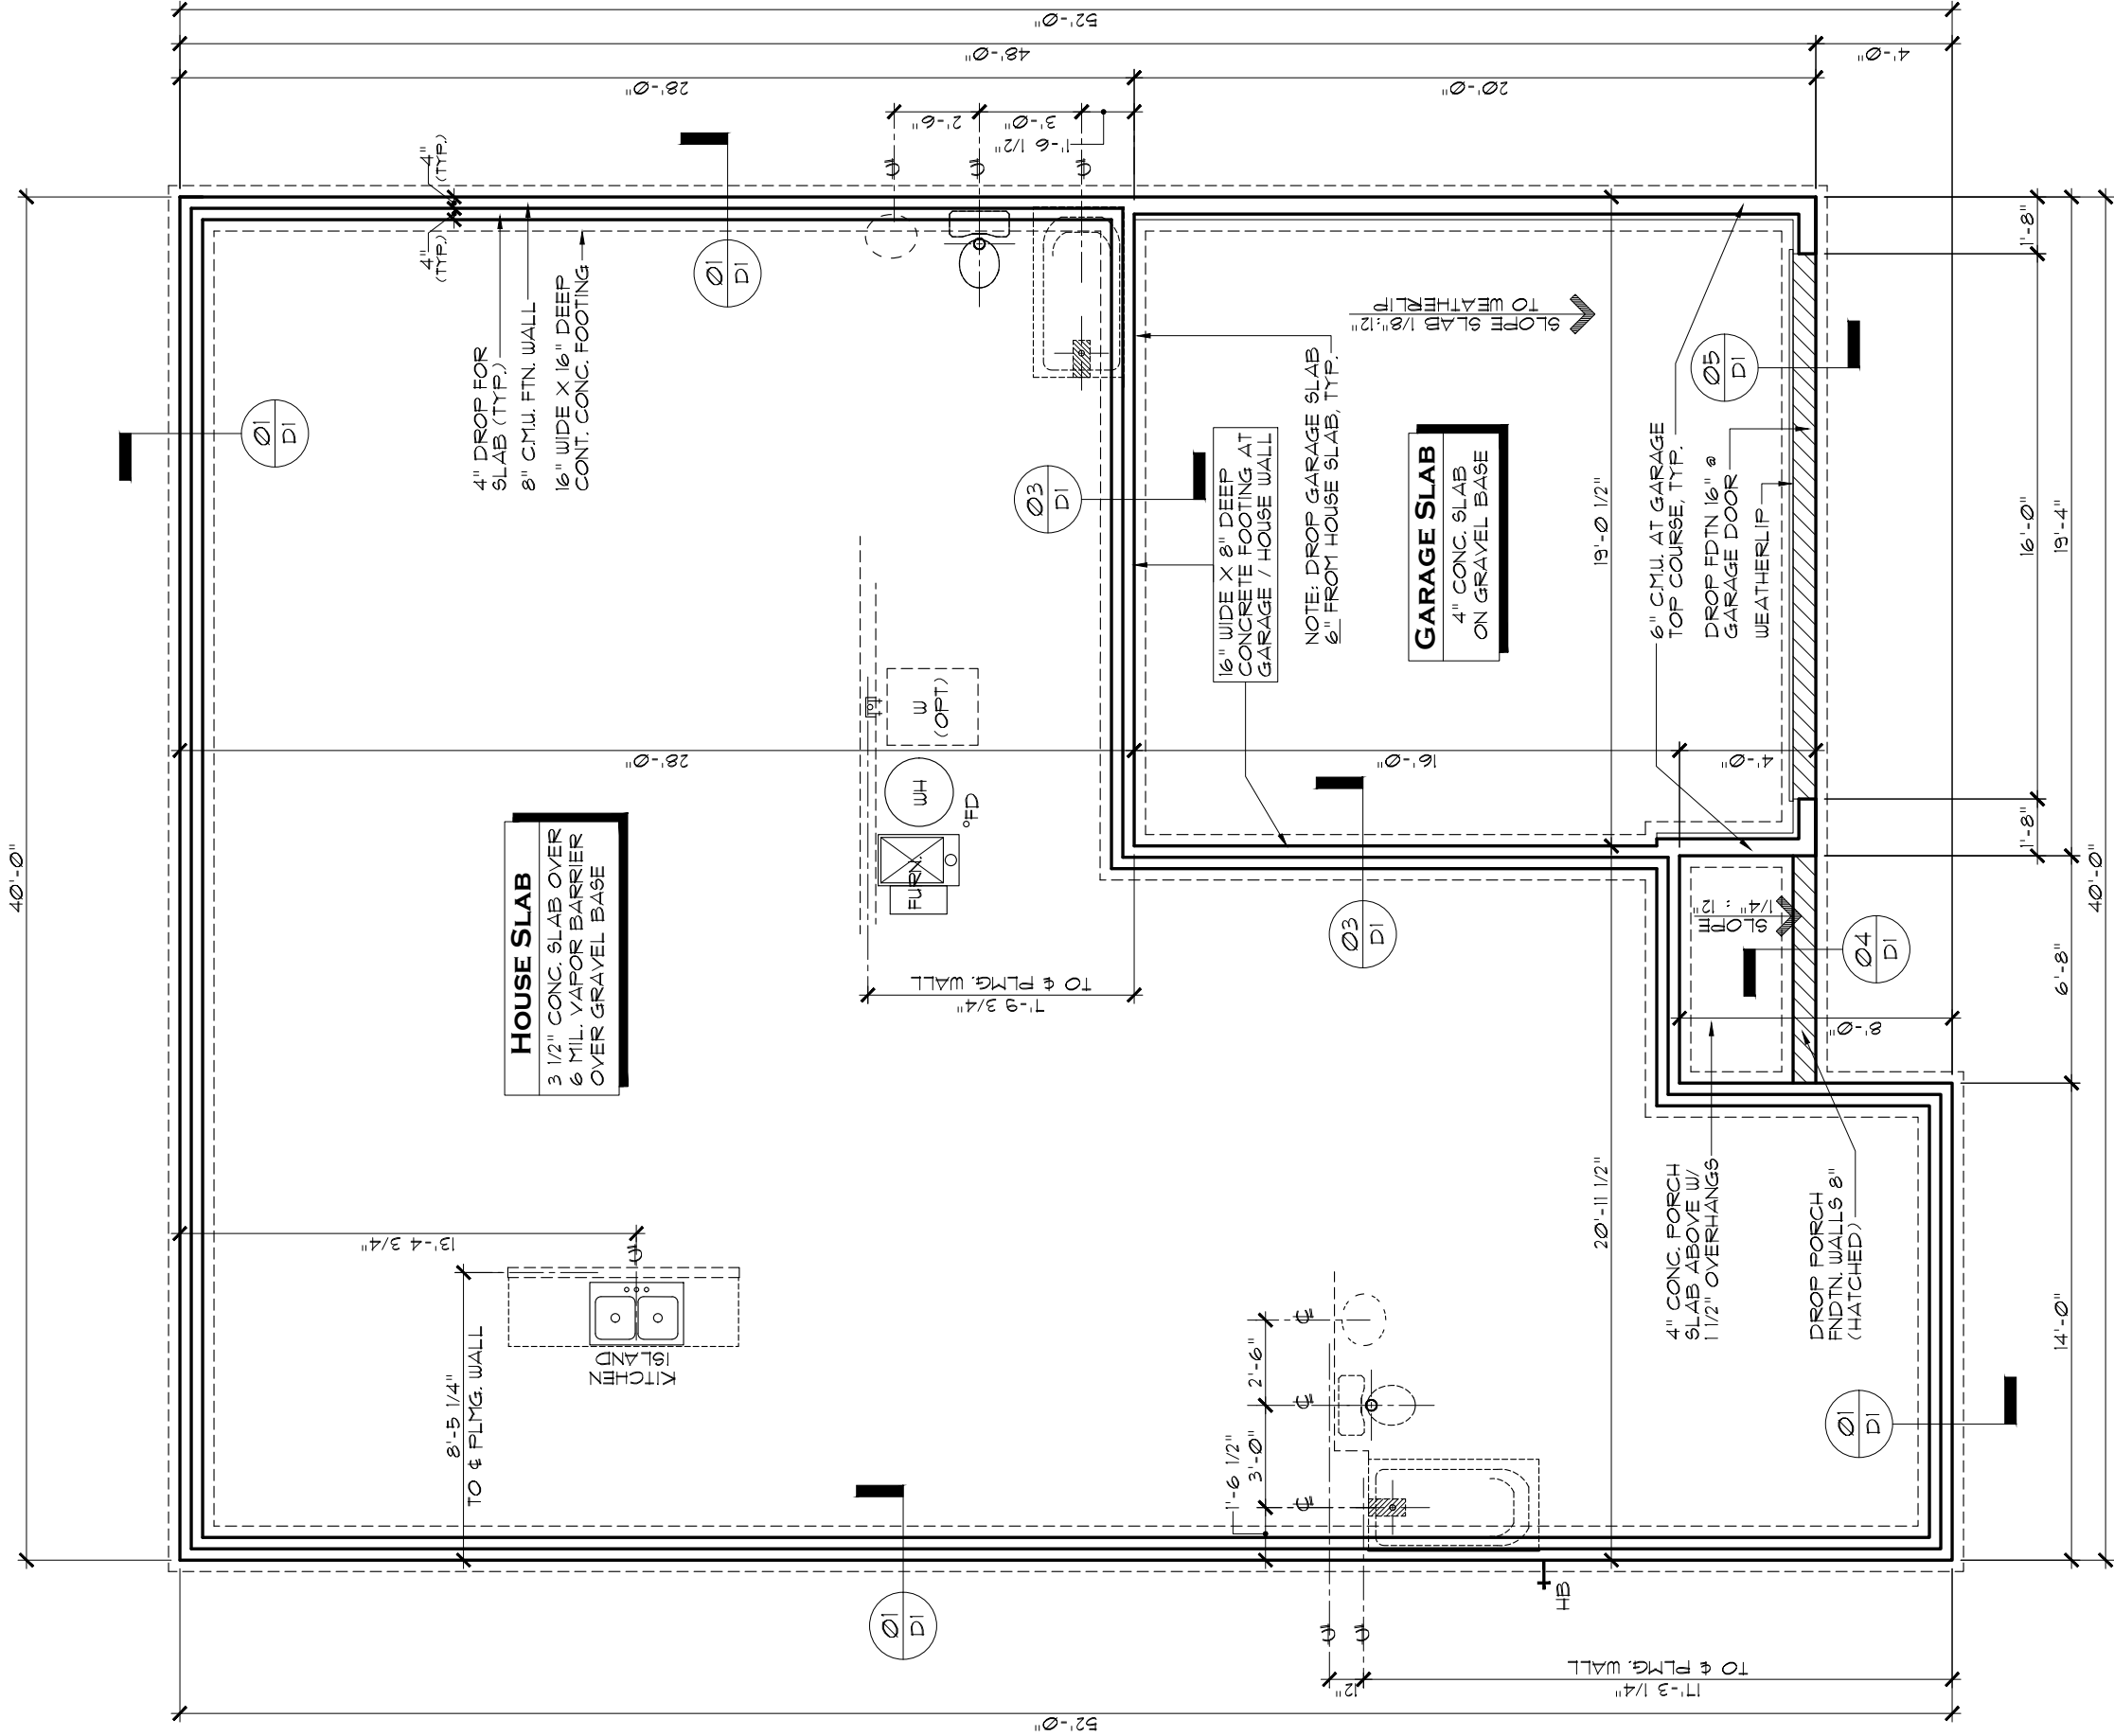 52'-0"
48'-0"
4'-0"
28'-0"
20'-0"
2'-6"
3'-0"
1'-6 1/2"
4"
(TYP.)
4"
(TYP.)
40'-0"
01
D1
01
D1
4" DROP FOR
SLAB (TYP.)
8" C.M.U. FTN. WALL
16" WIDE X 16" DEEP
CONT. CONC. FOOTING
03
D1
16" WIDE X 8" DEEP
CONCRETE FOOTING AT
GARAGE / HOUSE WALL
NOTE: DROP GARAGE SLAB
6" FROM HOUSE SLAB, TYP.
SLOPE SLAB 1/8":12"
TO WEATHERLIP
GARAGE SLAB
4" CONC. SLAB
ON GRAVEL BASE
19'-0 1/2"
6" C.M.U. AT GARAGE
TOP COURSE, TYP.
DROP FDTN 16" @
GARAGE DOOR
WEATHERLIP
05
D1
1'-8"
16'-0"
19'-4"
1'-8"
40'-0"
6'-8"
14'-0"
28'-0"
16'-0"
4'-0"
W
(OPT)
WH
FURN.
FD
HOUSE SLAB
3 1/2" CONC. SLAB OVER
6 MIL. VAPOR BARRIER
OVER GRAVEL BASE
7'-9 3/4"
TO ℄ PLMG. WALL
03
D1
SLOPE
1/4" : 12"
04
D1
8'-0"
13'-4 3/4"
8'-5 1/4"
TO ℄ PLMG. WALL
KITCHEN
ISLAND
20'-11 1/2"
4" CONC. PORCH
SLAB ABOVE W/
1 1/2" OVERHANGS
DROP PORCH
FNDTN. WALLS 8"
(HATCHED)
2'-6"
3'-0"
1'-6 1/2"
01
D1
01
D1
HB
12"
17'-3 1/4"
TO ℄ PLMG. WALL
52'-0"